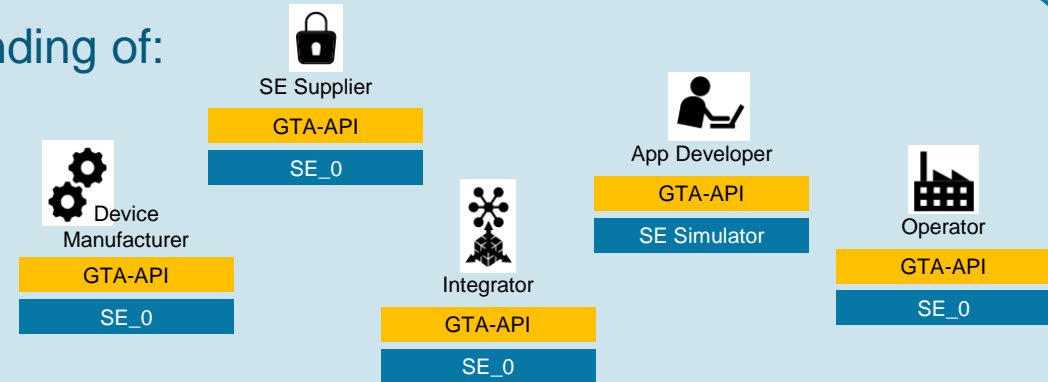 nding of:
SE Supplier
GTA-API
SE_0
Device
Manufacturer
GTA-API
SE_0
Integrator
GTA-API
SE_0
App Developer
GTA-API
SE Simulator
Operator
GTA-API
SE_0